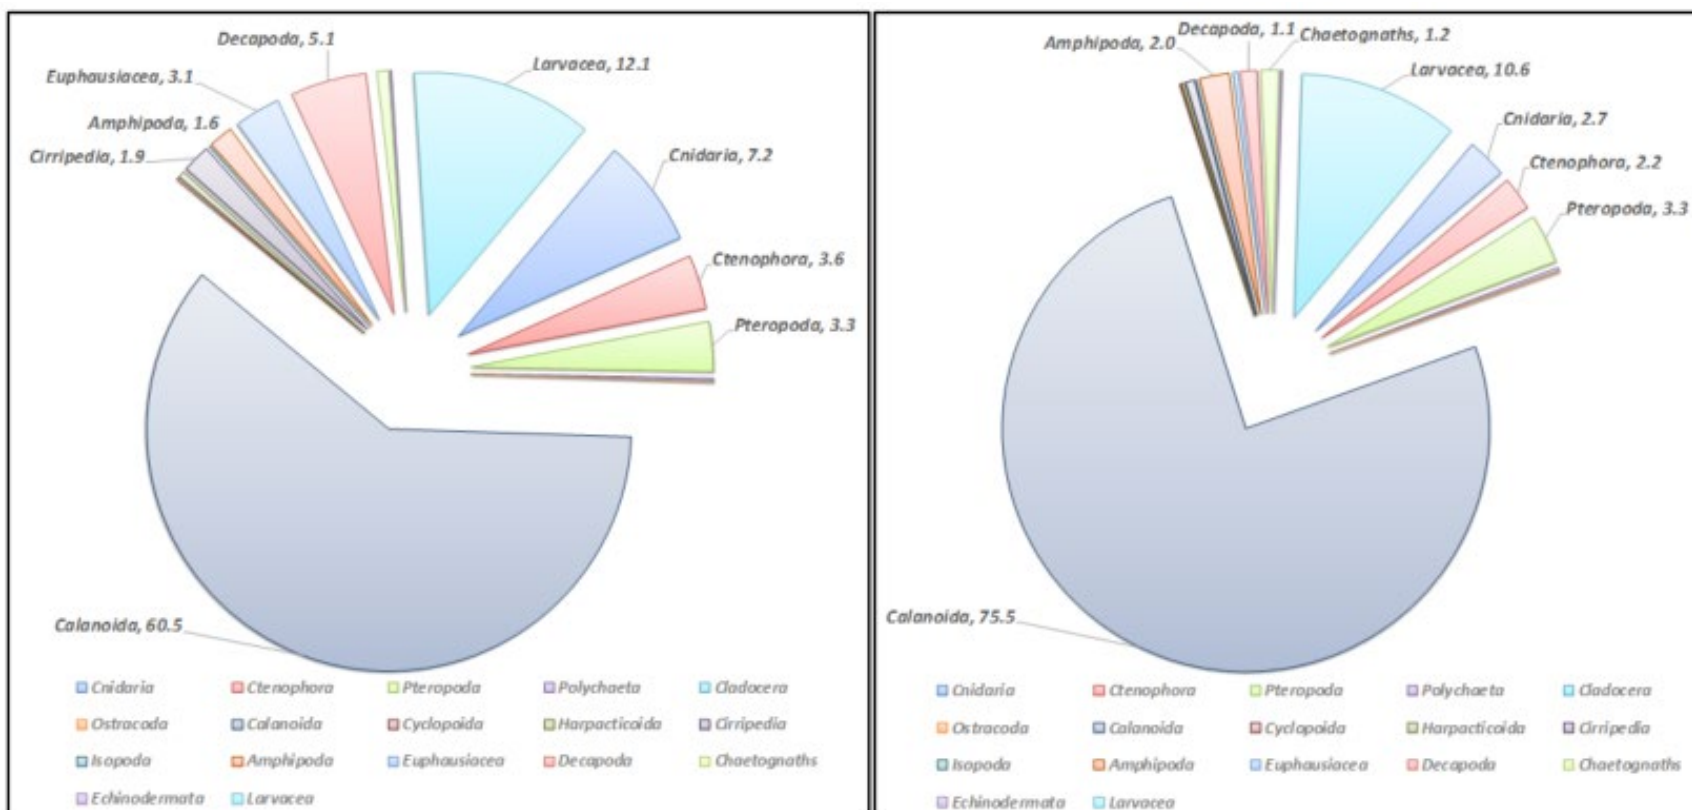 Decapoda, 5.1
Larvacea, 12.1
Euphausiacea, 3.1
Amphipoda, 1.6
Cirripedia, 1.9
Cnidaria, 7.2
Ctenophora, 3.6
Pteropoda, 3.3
Calanoida, 60.5
Cnidaria Ctenophora Pteropoda Polychaeta Cladocera
Ostracoda Calanoida Cyclopoida Harpacticoida Cirripedia
Isopoda Amphipoda Euphausiacea Decapoda Chaetognaths
Echinodermata Larvacea
Decapoda, 1.1
Chaetognaths, 1.2
Amphipoda, 2.0
Larvacea, 10.6
Cnidaria, 2.7
Ctenophora, 2.2
Pteropoda, 3.3
Calanoida, 75.5
Cnidaria Ctenophora Pteropoda Polychaeta Cladocera
Ostracoda Calanoida Cyclopoida Harpacticoida Cirripedia
Isopoda Amphipoda Euphausiacea Decapoda Chaetognaths
Echinodermata Larvacea